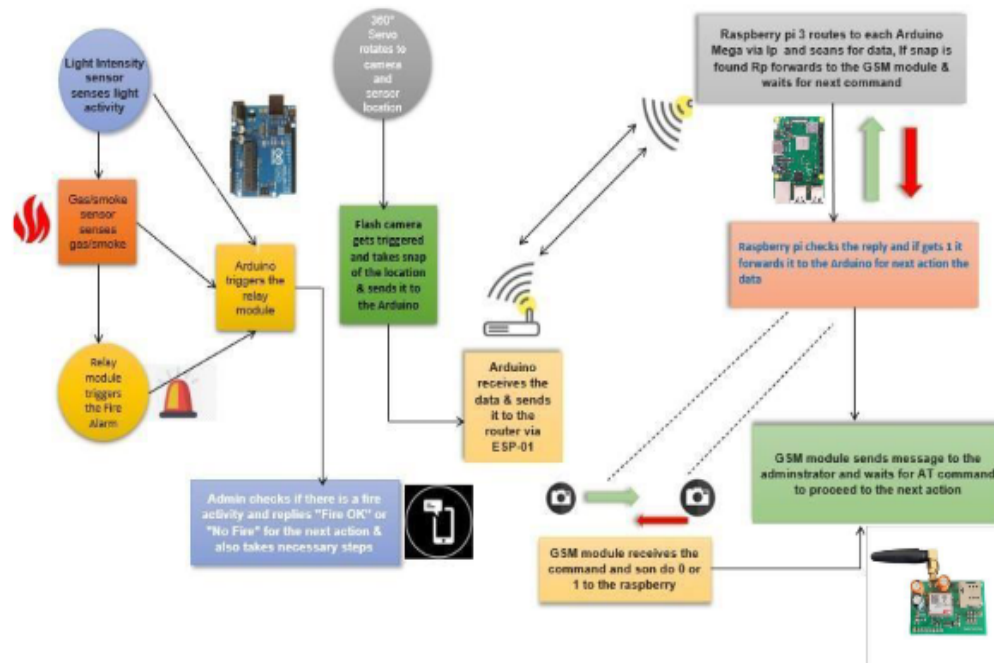 Light Intensity
sensor
senses light
activity
360°
Servo
rotates to
camera
and
sensor
location
Raspberry pi 3 routes to each Arduino
Mega via Ip and scans for data, If snap is
found Rp forwards to the GSM module &
waits for next command
Gas/smoke
sensor
senses
gas/smoke
Arduino
triggers the
relay
module
Flash camera
gets triggered
and takes snap
of the location
& sends it to
the Arduino
Raspberry pi checks the reply and if gets 1 it
forwards it to the Arduino for next action the
data
Relay
module
triggers
the Fire
Alarm
Arduino
receives the
data & sends
it to the
router via
ESP-01
GSM module sends message to the
adminstrator and waits for AT command
to proceed to the next action
Admin checks if there is a fire
activity and replies "Fire OK" or
"No Fire" for the next action &
also takes necessary steps
GSM module receives the
command and son do 0 or
1 to the raspberry